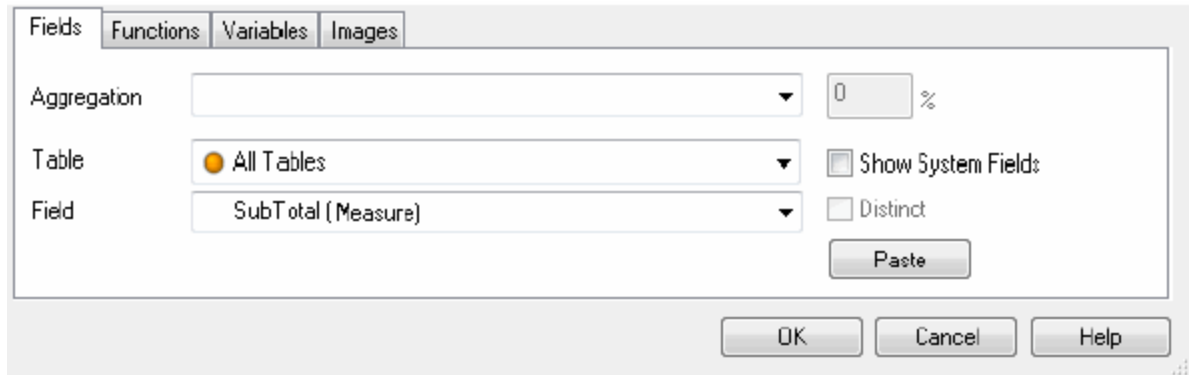 Fields Functions Variables Images
Aggregation 0 %
Table All Tables Show System Fields
Field SubTotal (Measure) Distinct
Paste
OK Cancel Help